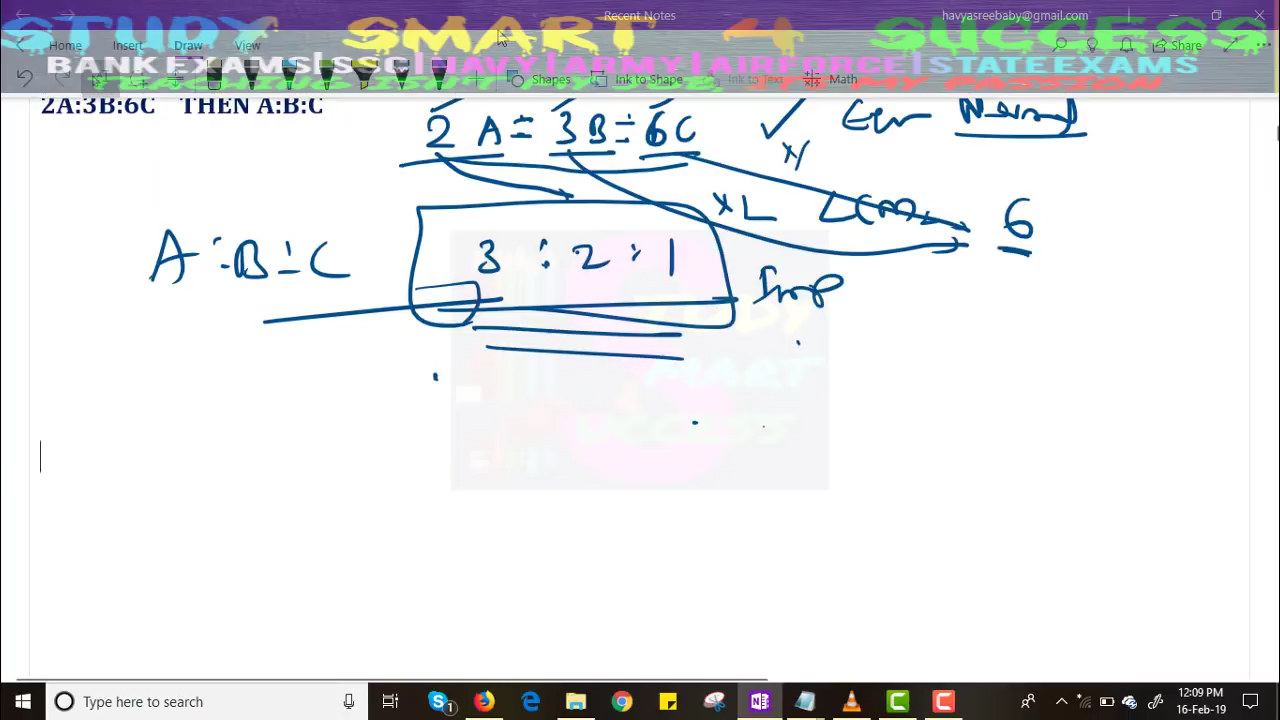 Recent Notes havyasreebaby@gmail.com
STUDY SMART 4 SUCCESS
Home Insert Draw View Share
BANK EXAMS|SSC|NAVY|ARMY|AIRFORCE|STATEEXAMS
Shapes Ink to Shape Ink to Text Math
2A:3B:6C THEN A:B:C
2A = 3B = 6C
LCM 6
A:B:C 3:2:1
Imp
Type here to search
12:09 PM
16-Feb-19